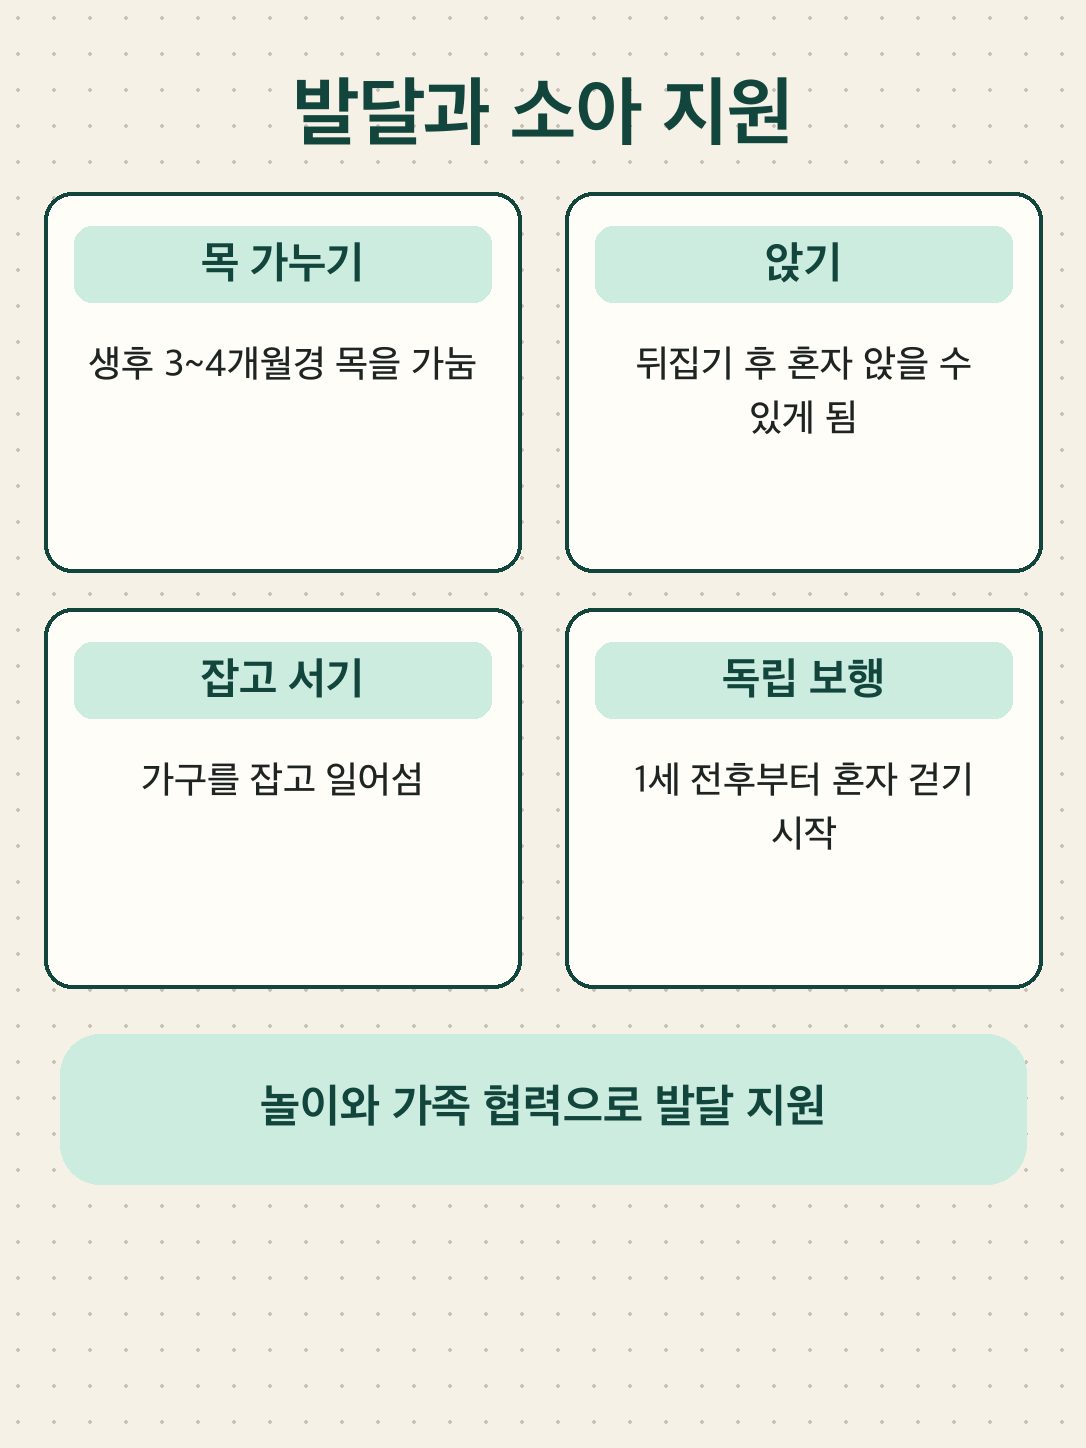 발달과 소아 지원
목 가누기
생후 3~4개월경 목을 가눔
앉기
뒤집기 후 혼자 앉을 수
있게 됨
잡고 서기
가구를 잡고 일어섬
독립 보행
1세 전후부터 혼자 걷기
시작
놀이와 가족 협력으로 발달 지원